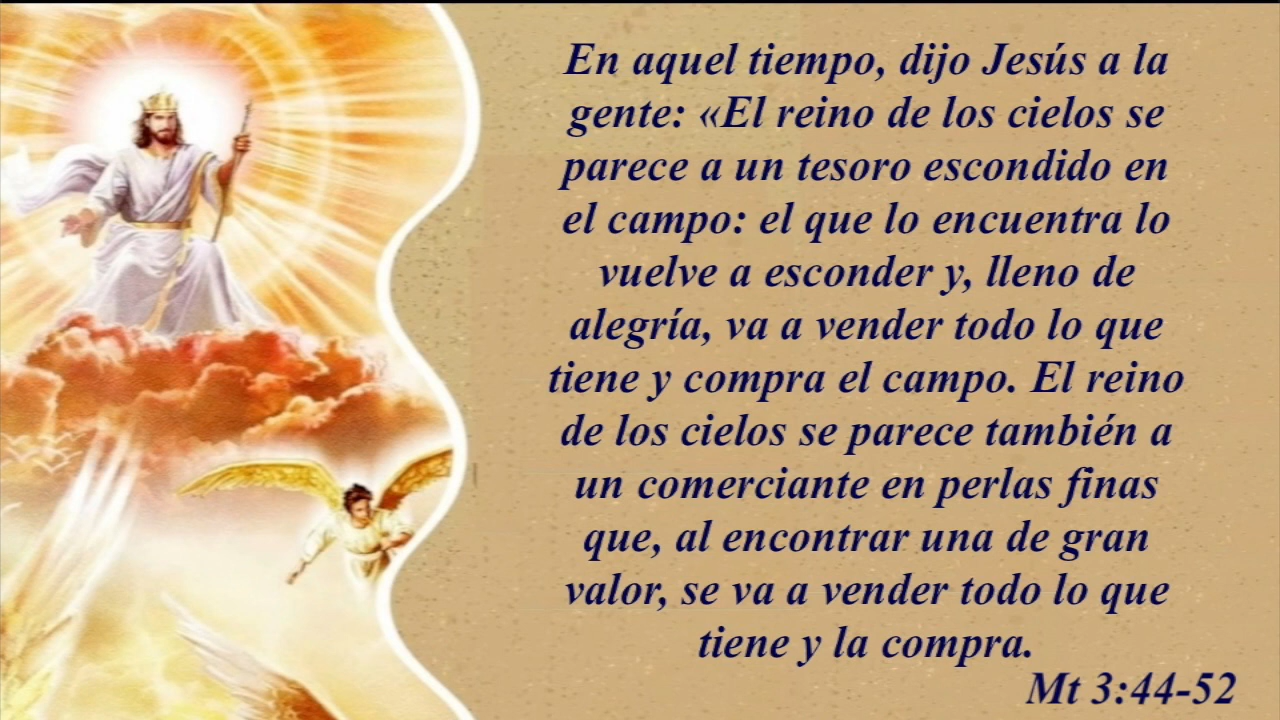 En aquel tiempo, dijo Jesús a la
gente: «El reino de los cielos se
parece a un tesoro escondido en
el campo: el que lo encuentra lo
vuelve a esconder y, lleno de
alegría, va a vender todo lo que
tiene y compra el campo. El reino
de los cielos se parece también a
un comerciante en perlas finas
que, al encontrar una de gran
valor, se va a vender todo lo que
tiene y la compra.
Mt 3:44-52